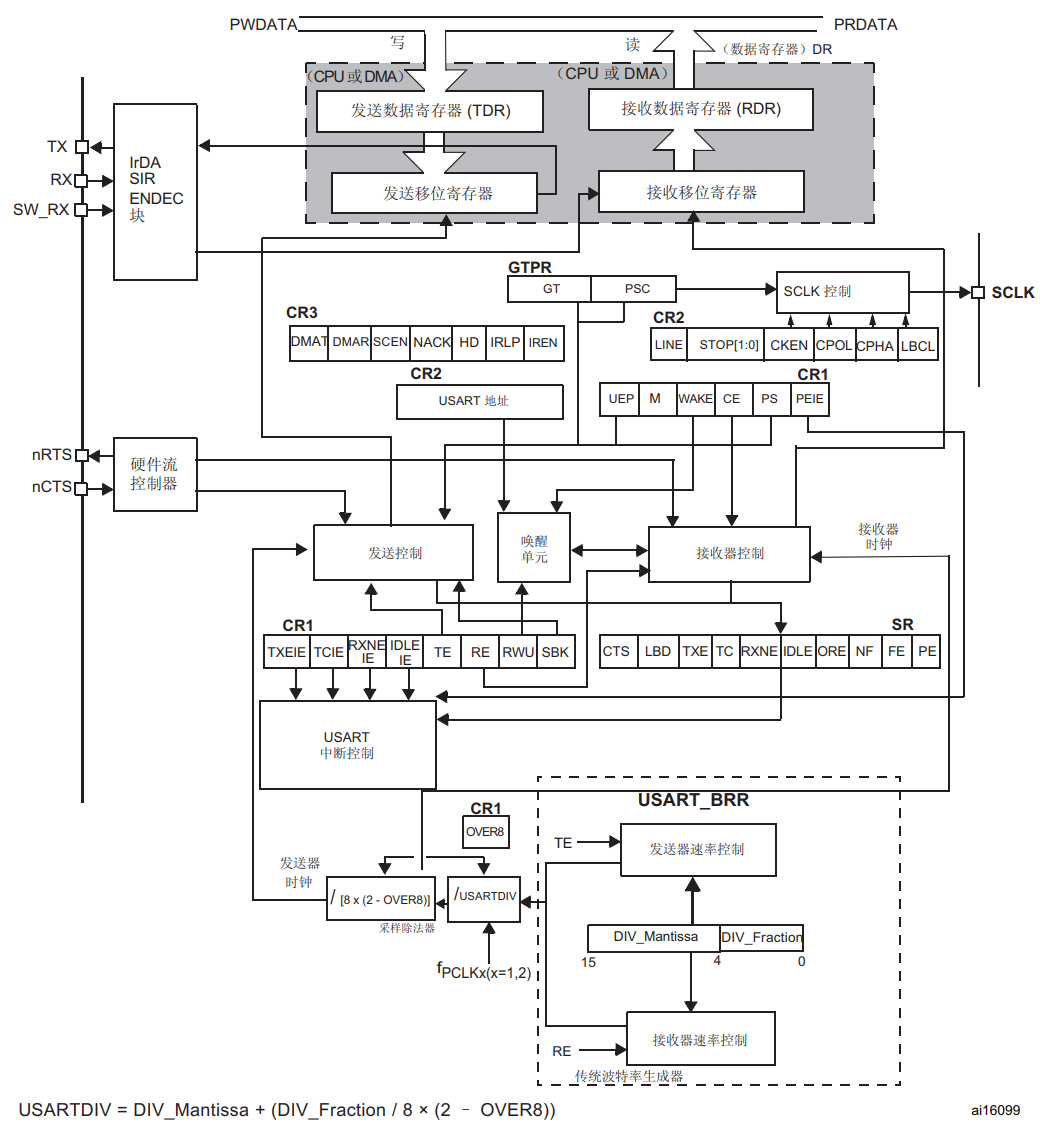 PWDATA
PRDATA
写
读
（数据寄存器）DR
（CPU 或 DMA）
（CPU 或 DMA）
发送数据寄存器 (TDR)
接收数据寄存器 (RDR)
TX
RX
SW_RX
IrDA
SIR
ENDEC
块
发送移位寄存器
接收移位寄存器
GTPR
GT
PSC
SCLK 控制
SCLK
CR3
DMAT
DMAR
SCEN
NACK
HD
IRLP
IREN
CR2
LINE
STOP[1:0]
CKEN
CPOL
CPHA
LBCL
CR2
USART 地址
CR1
UEP
M
WAKE
CE
PS
PEIE
nRTS
nCTS
硬件流
控制器
发送控制
唤醒
单元
接收器控制
接收器
时钟
CR1
TXEIE
TCIE
RXNE
IE
IDLE
IE
TE
RE
RWU
SBK
SR
CTS
LBD
TXE
TC
RXNE
IDLE
ORE
NF
FE
PE
USART
中断控制
CR1
OVER8
USART_BRR
TE
发送器速率控制
发送器
时钟
/ [8 x (2 - OVER8)]
采样除法器
/USARTDIV
fPCLKx(x=1,2)
DIV_Mantissa
DIV_Fraction
15
4
0
RE
接收器速率控制
传统波特率生成器
USARTDIV = DIV_Mantissa + (DIV_Fraction / 8 × (2 – OVER8))
ai16099